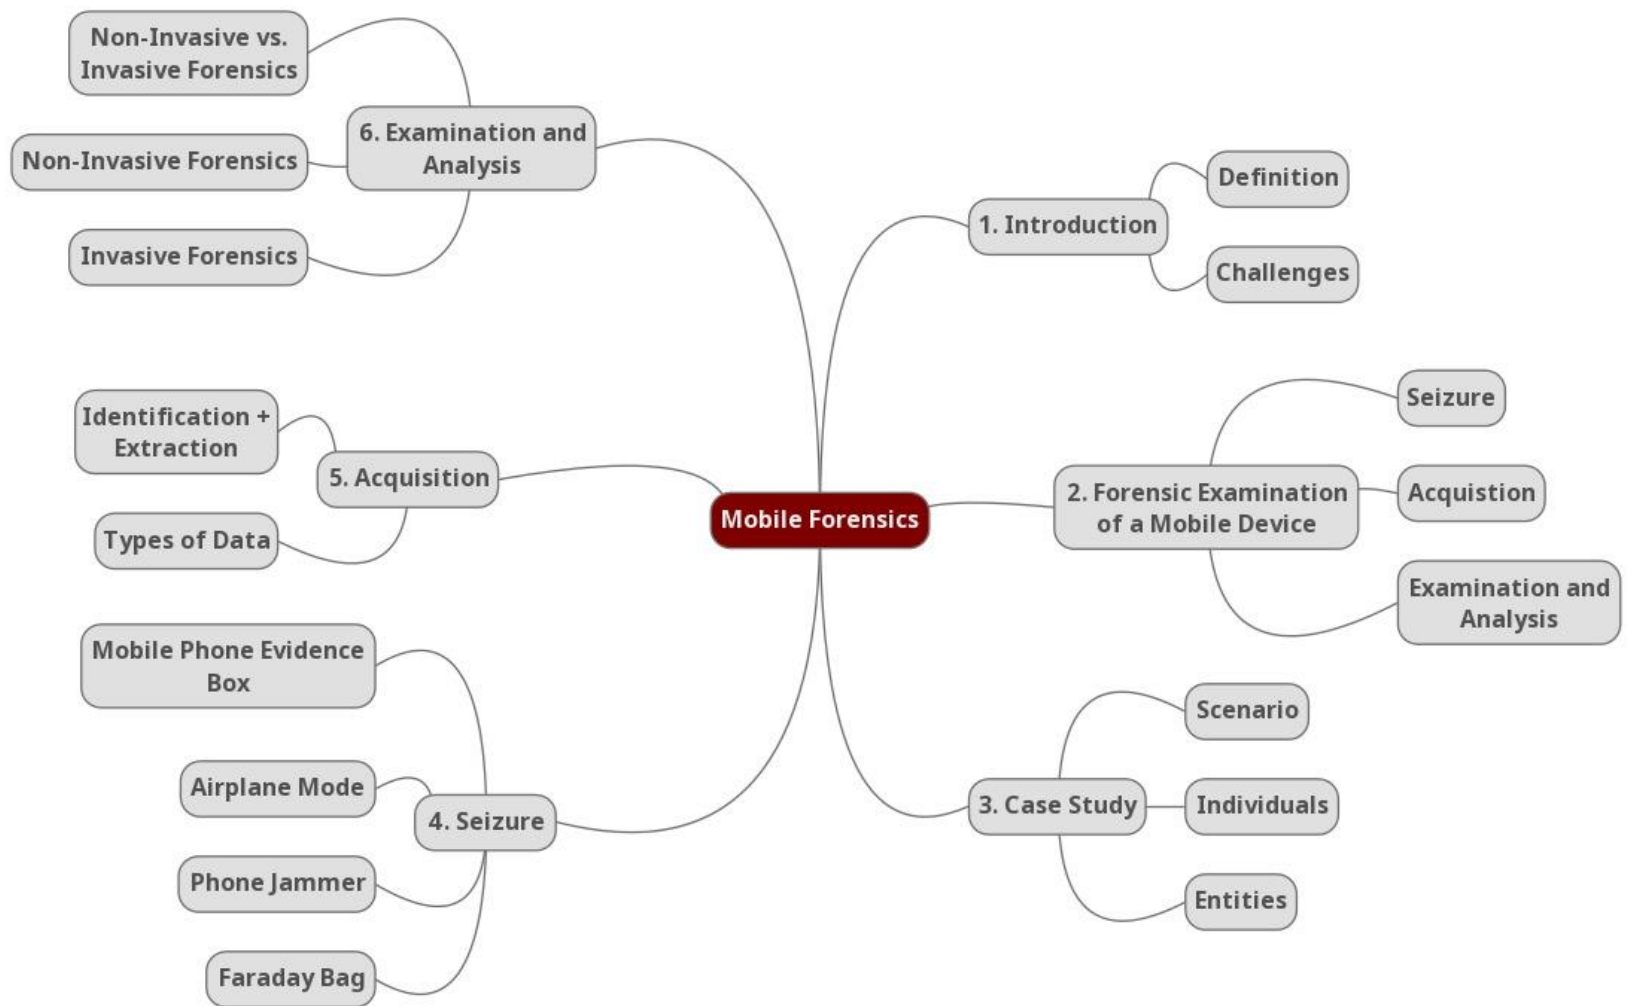 Mobile Forensics
1. Introduction
Definition
Challenges
2. Forensic Examination
of a Mobile Device
Seizure
Acquistion
Examination and
Analysis
3. Case Study
Scenario
Individuals
Entities
4. Seizure
Mobile Phone Evidence
Box
Airplane Mode
Phone Jammer
Faraday Bag
5. Acquisition
Identification +
Extraction
Types of Data
6. Examination and
Analysis
Non-Invasive vs.
Invasive Forensics
Non-Invasive Forensics
Invasive Forensics